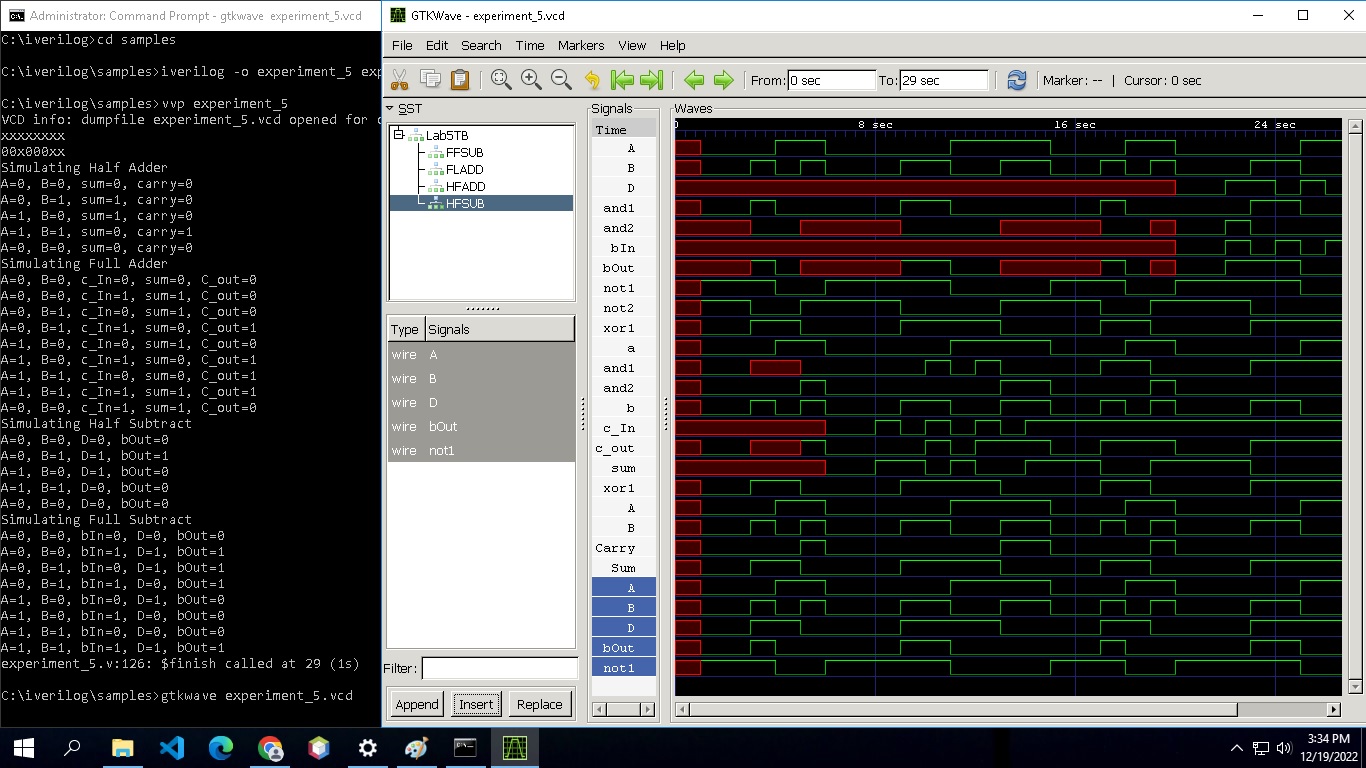 Administrator: Command Prompt - gtkwave experiment_5.vcd
C:\iverilog>cd samples
C:\iverilog\samples>iverilog -o experiment_5
C:\iverilog\samples>vvp experiment_5
VCD info: dumpfile experiment_5.vcd opened for
xxxxxxxx
00x000xx
Simulating Half Adder
A=0, B=0, sum=0, carry=0
A=0, B=1, sum=1, carry=0
A=1, B=0, sum=1, carry=0
A=1, B=1, sum=0, carry=1
A=0, B=0, sum=0, carry=0
Simulating Full Adder
A=0, B=0, c_In=0, sum=0, C_out=0
A=0, B=0, c_In=1, sum=1, C_out=0
A=0, B=1, c_In=0, sum=1, C_out=0
A=0, B=1, c_In=1, sum=0, C_out=1
A=1, B=0, c_In=0, sum=1, C_out=0
A=1, B=0, c_In=1, sum=0, C_out=1
A=1, B=1, c_In=0, sum=0, C_out=1
A=1, B=1, c_In=1, sum=1, C_out=1
A=0, B=0, c_In=1, sum=1, C_out=0
Simulating Half Subtract
A=0, B=0, D=0, bOut=0
A=0, B=1, D=1, bOut=1
A=1, B=0, D=1, bOut=0
A=1, B=1, D=0, bOut=0
A=0, B=0, D=0, bOut=0
Simulating Full Subtract
A=0, B=0, bIn=0, D=0, bOut=0
A=0, B=0, bIn=1, D=1, bOut=1
A=0, B=1, bIn=0, D=1, bOut=1
A=0, B=1, bIn=1, D=0, bOut=1
A=1, B=0, bIn=0, D=1, bOut=0
A=1, B=0, bIn=1, D=0, bOut=0
A=1, B=1, bIn=0, D=0, bOut=0
A=1, B=1, bIn=1, D=1, bOut=1
experiment_5.v:126: $finish called at 29 (1s)
C:\iverilog\samples>gtkwave experiment_5.vcd
GTKWave - experiment_5.vcd
File Edit Search Time Markers View Help
From: 0 sec To: 29 sec Marker: -- | Cursor: 0 sec
SST
Lab5TB
FFSUB
FLADD
HFADD
HFSUB
Type Signals
wire A
wire B
wire D
wire bOut
wire not1
Filter:
Append Insert Replace
Signals
Time
A
B
D
and1
and2
bIn
bOut
not1
not2
xor1
a
and1
and2
b
c_In
c_out
sum
xor1
A
B
Carry
Sum
A
B
D
bOut
not1
Waves
0 8 sec 16 sec 24 sec
3:34 PM
12/19/2022